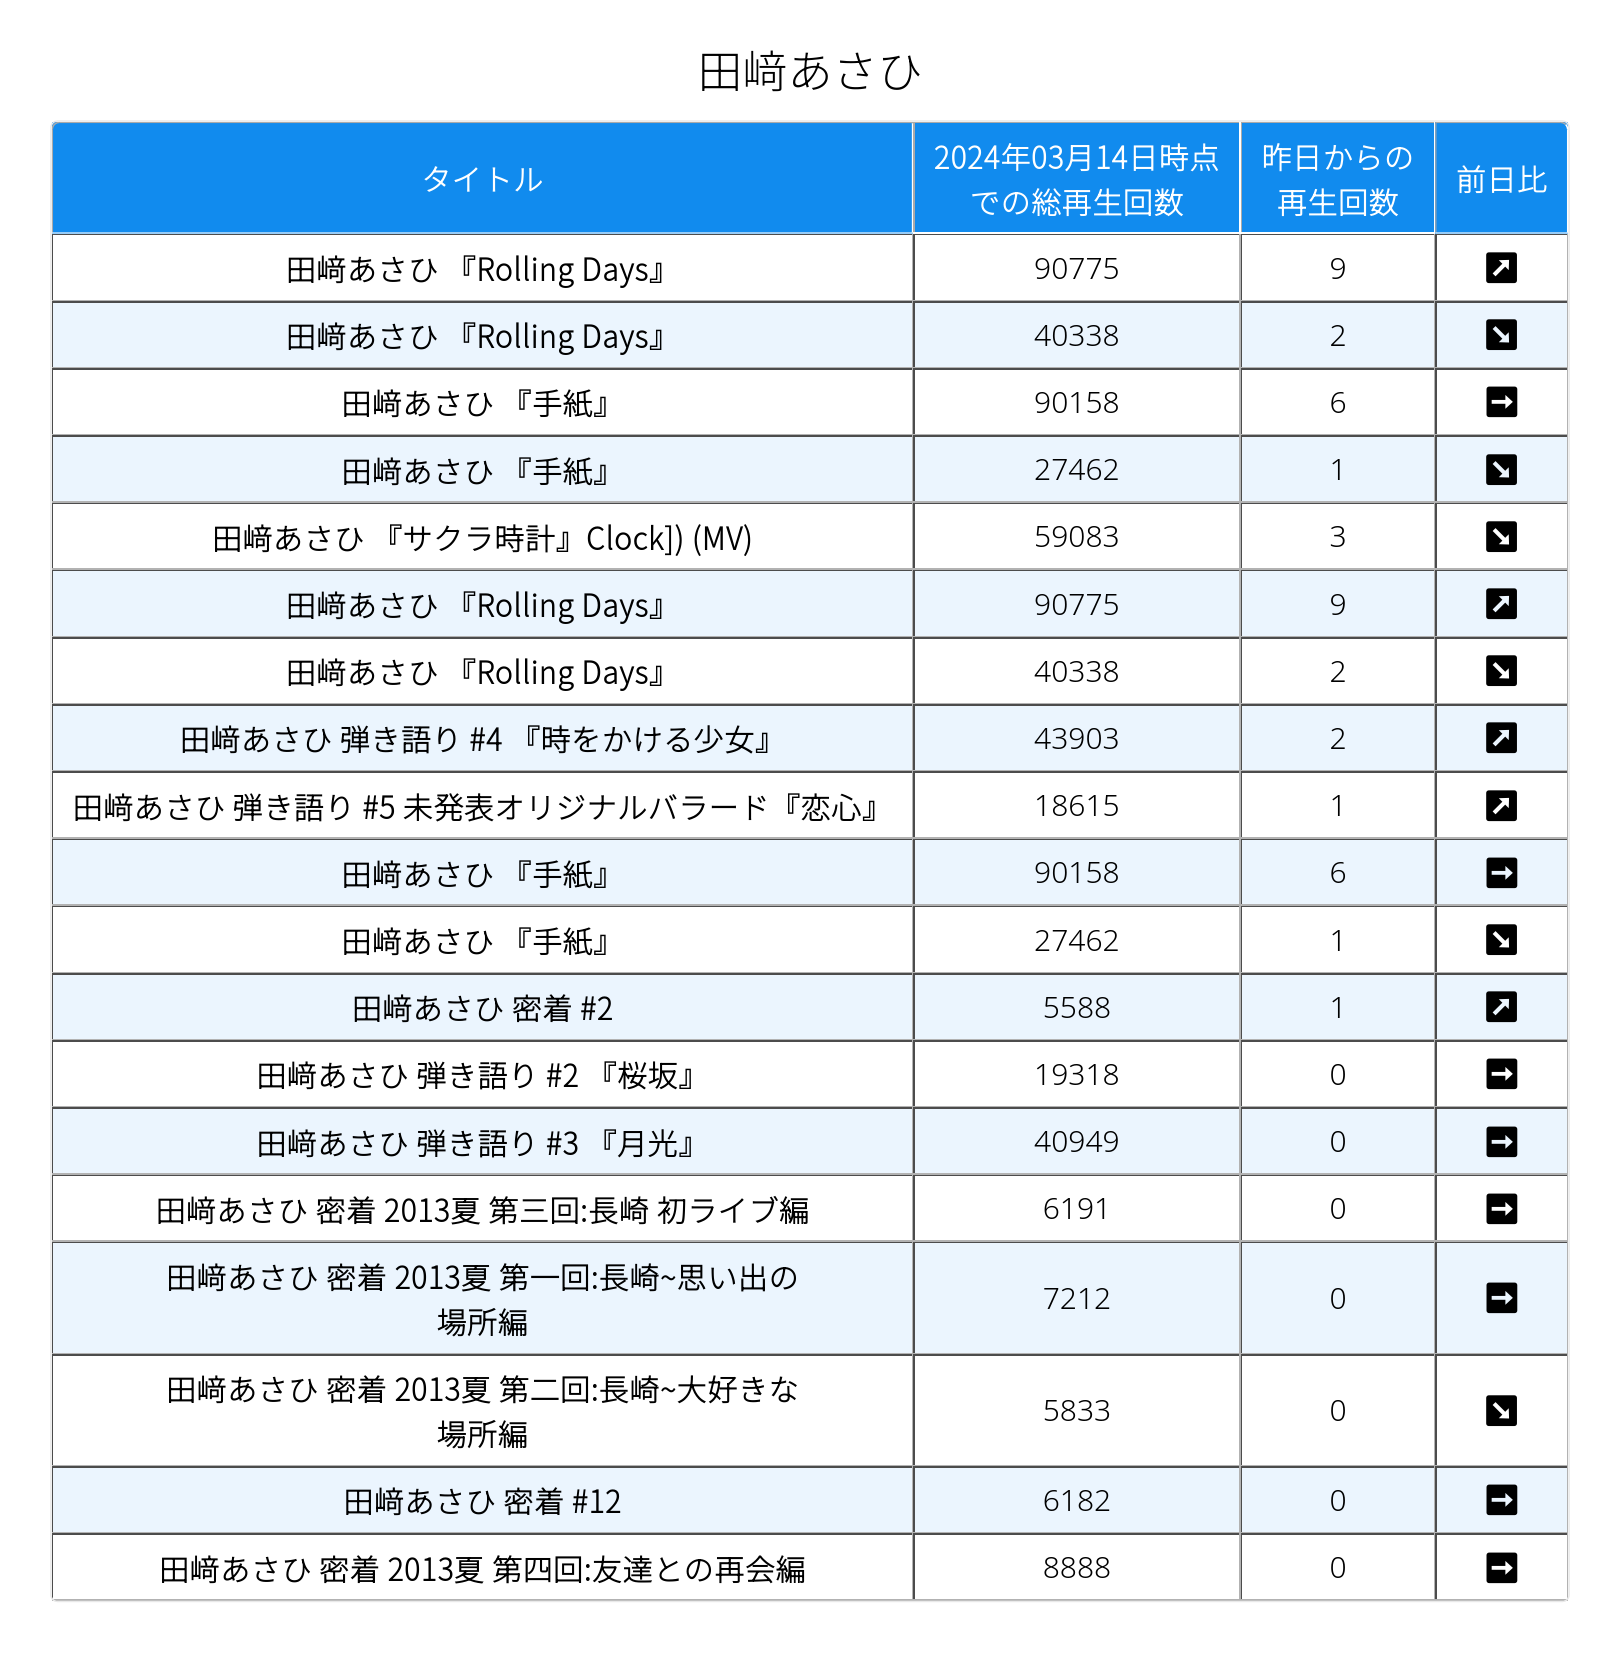 田﨑あさひ
タイトル 2024年03月14日時点 昨日からの 前日比
での総再生回数 再生回数
田﨑あさひ 『Rolling Days』 90775 9 ↗
田﨑あさひ 『Rolling Days』 40338 2 ↘
田﨑あさひ 『手紙』 90158 6 →
田﨑あさひ 『手紙』 27462 1 ↘
田﨑あさひ 『サクラ時計』Clock]) (MV) 59083 3 ↘
田﨑あさひ 『Rolling Days』 90775 9 ↗
田﨑あさひ 『Rolling Days』 40338 2 ↘
田﨑あさひ 弾き語り #4 『時をかける少女』 43903 2 ↗
田﨑あさひ 弾き語り #5 未発表オリジナルバラード『恋心』 18615 1 ↗
田﨑あさひ 『手紙』 90158 6 →
田﨑あさひ 『手紙』 27462 1 ↘
田﨑あさひ 密着 #2 5588 1 ↗
田﨑あさひ 弾き語り #2 『桜坂』 19318 0 →
田﨑あさひ 弾き語り #3 『月光』 40949 0 →
田﨑あさひ 密着 2013夏 第三回:長崎 初ライブ編 6191 0 →
田﨑あさひ 密着 2013夏 第一回:長崎~思い出の
場所編 7212 0 →
田﨑あさひ 密着 2013夏 第二回:長崎~大好きな
場所編 5833 0 ↘
田﨑あさひ 密着 #12 6182 0 →
田﨑あさひ 密着 2013夏 第四回:友達との再会編 8888 0 →